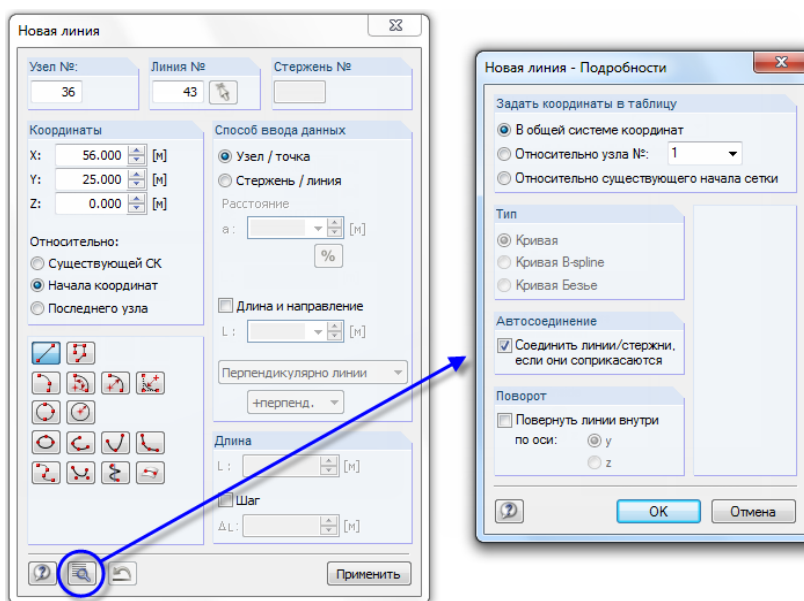 Новая линия
Узел №:
Линия №
Стержень №
36
43
Координаты
X: 56.000 [м]
Y: 25.000 [м]
Z: 0.000 [м]
Относительно:
Существующей СК
Начала координат
Последнего узла
Способ ввода данных
Узел / точка
Стержень / линия
Расстояние
a: [м]
%
Длина и направление
L: [м]
Перпендикулярно линии
+перпенд.
Длина
L: [м]
Шаг
ΔL: [м]
Применить
Новая линия - Подробности
Задать координаты в таблицу
В общей системе координат
Относительно узла №: 1
Относительно существующего начала сетки
Тип
Кривая
Кривая B-spline
Кривая Безье
Автосоединение
Соединить линии/стержни,
если они соприкасаются
Поворот
Повернуть линии внутри
по оси: y
z
OK
Отмена